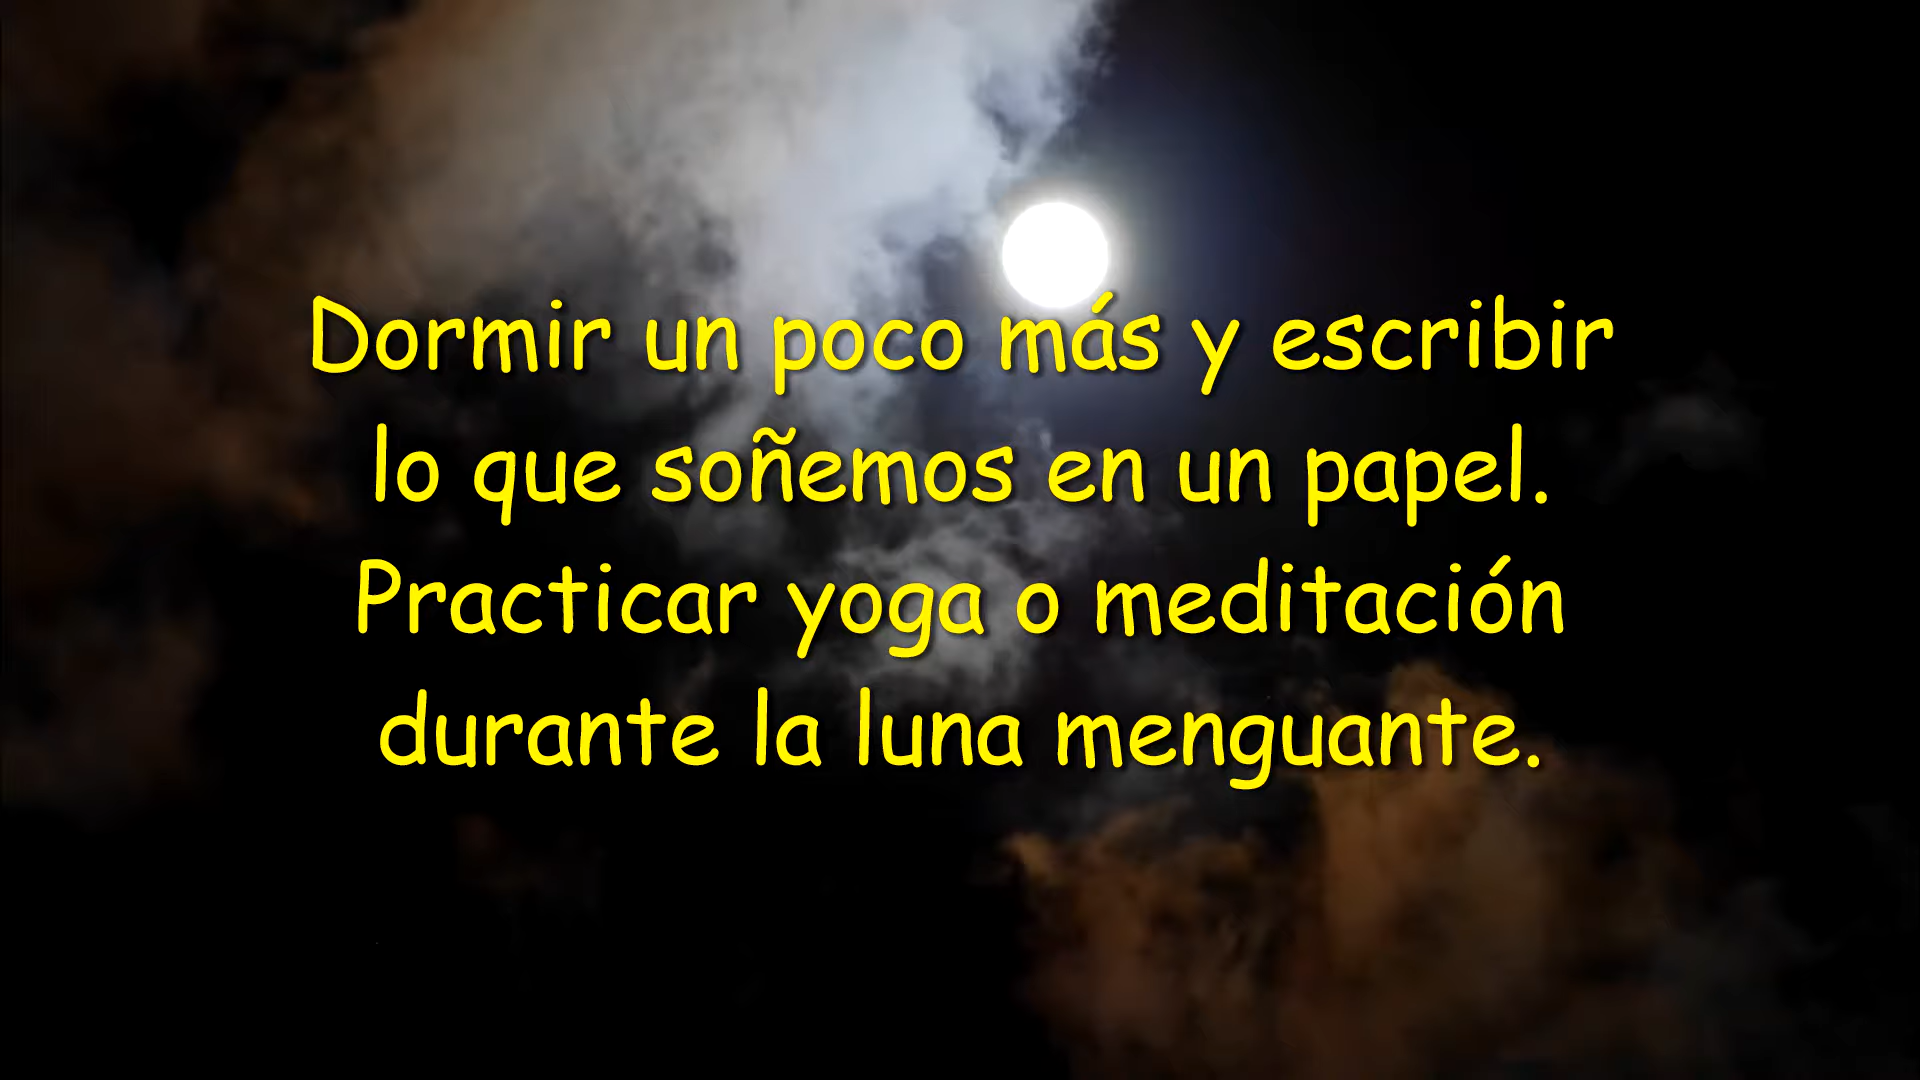 Dormir un poco más y escribir
lo que soñemos en un papel.
Practicar yoga o meditación
durante la luna menguante.